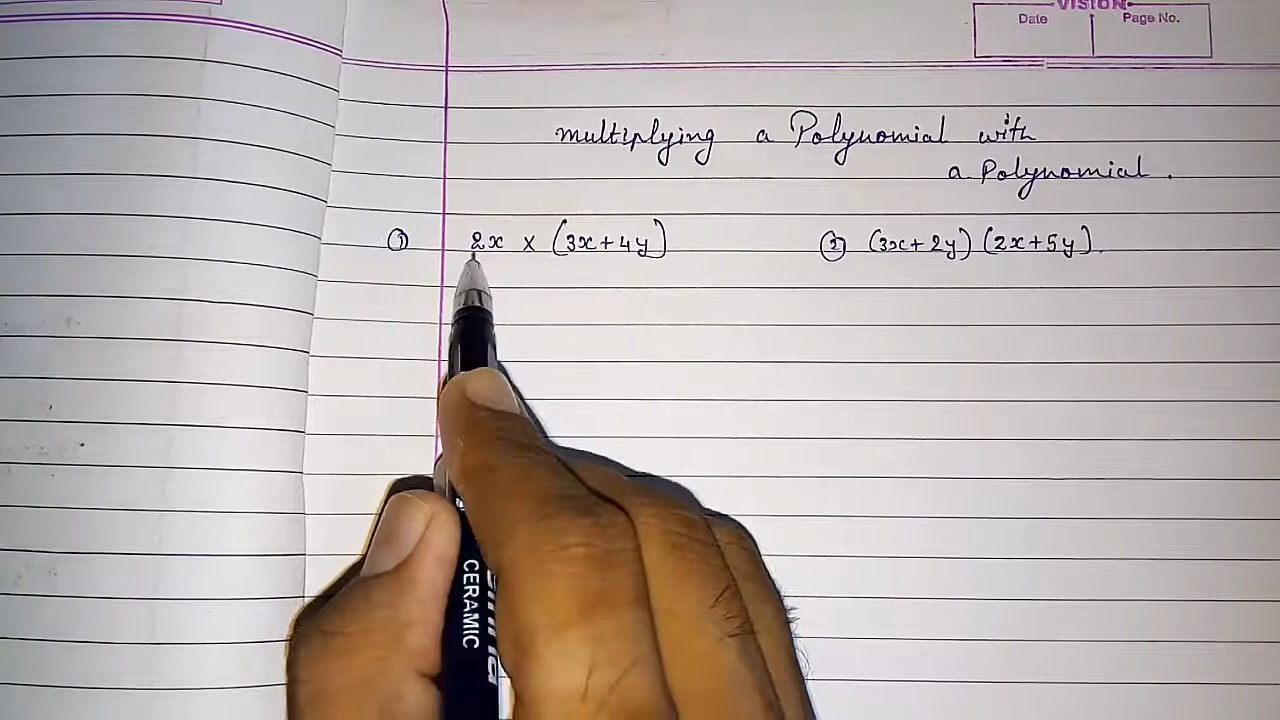 VISION
Date Page No.
multiplying a Polynomial with
a Polynomial.
① 2x × (3x+4y) ② (3x+2y) (2x+5y).
CERAMIC